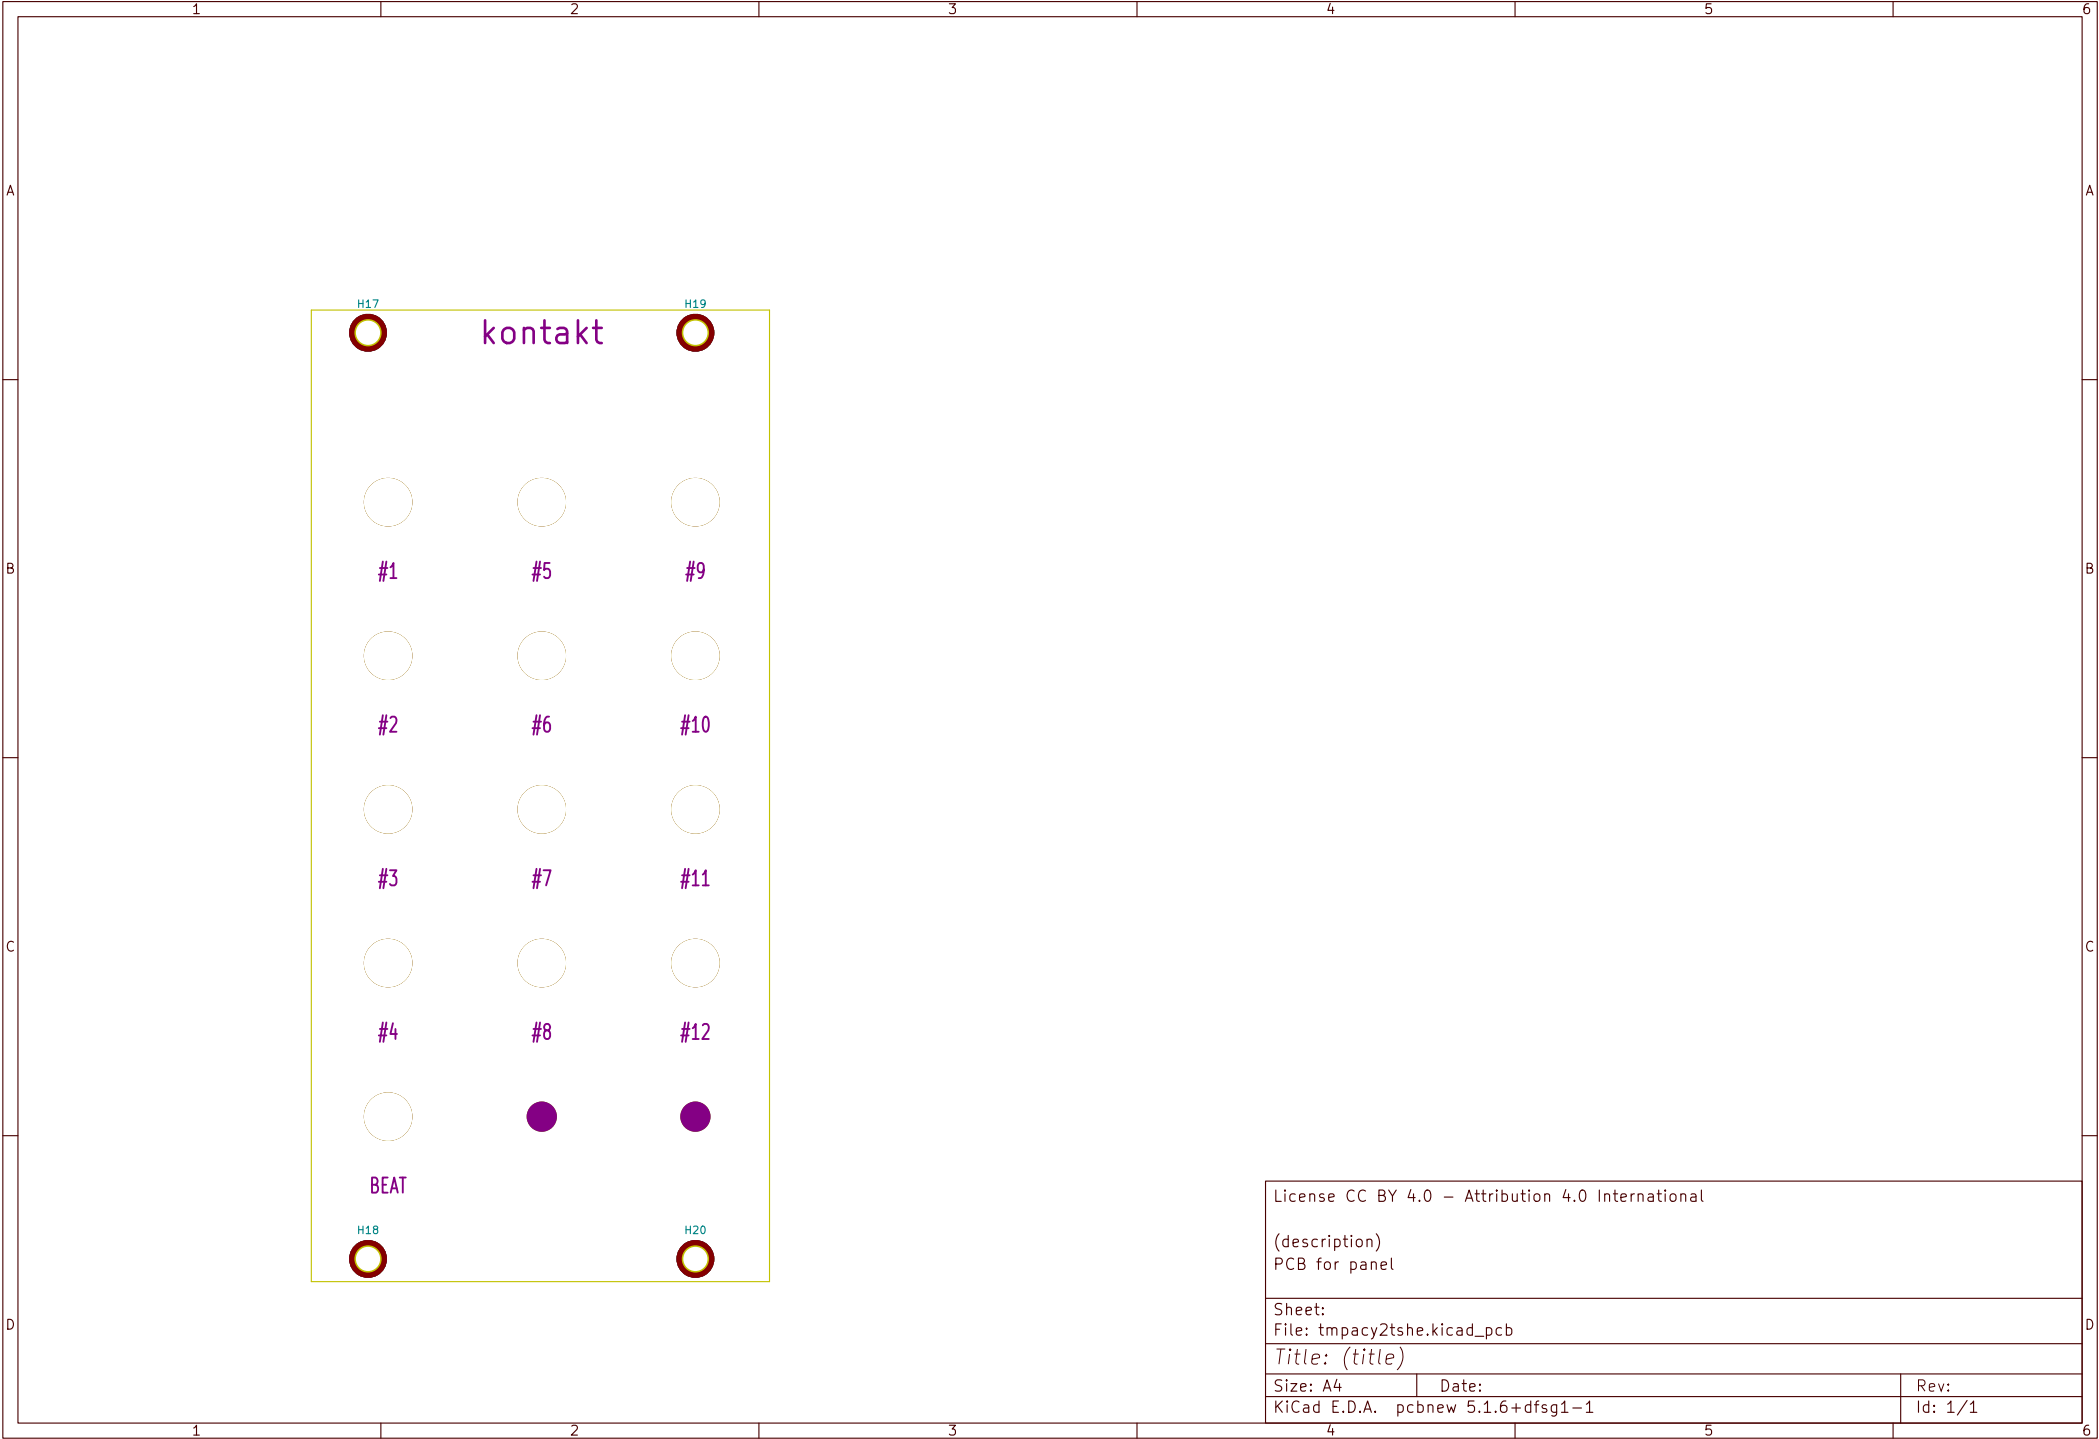 1 2 3 4 5 6
A A
H17 H19
kontakt
#1 #5 #9
B B
#2 #6 #10
#3 #7 #11
C C
#4 #8 #12
BEAT
H18 H20
License CC BY 4.0 - Attribution 4.0 International
(description)
PCB for panel
Sheet:
D D
File: tmpacy2tshe.kicad_pcb
Title: (title)
Size: A4 Date: Rev:
KiCad E.D.A. pcbnew 5.1.6+dfsg1-1 Id: 1/1
1 2 3 4 5 6